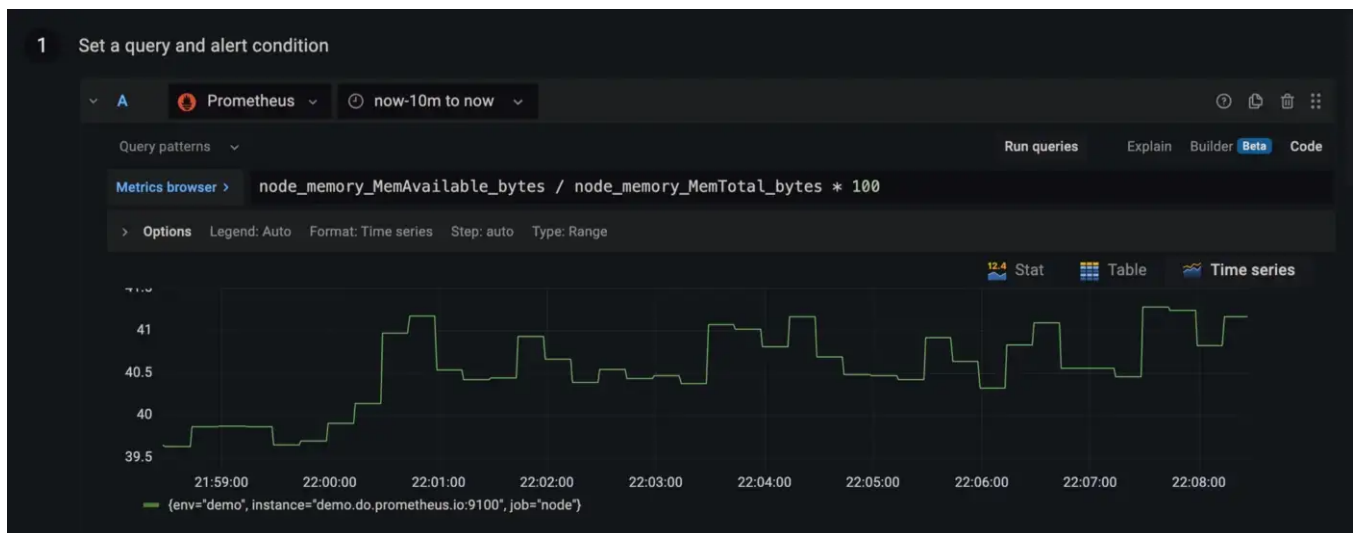 1 Set a query and alert condition
A Prometheus now-10m to now
Query patterns Run queries Explain Builder Beta Code
Metrics browser > node_memory_MemAvailable_bytes / node_memory_MemTotal_bytes * 100
> Options Legend: Auto Format: Time series Step: auto Type: Range
12.4 Stat Table Time series
41.5
41
40.5
40
39.5
21:59:00 22:00:00 22:01:00 22:02:00 22:03:00 22:04:00 22:05:00 22:06:00 22:07:00 22:08:00
{env="demo", instance="demo.do.prometheus.io:9100", job="node"}